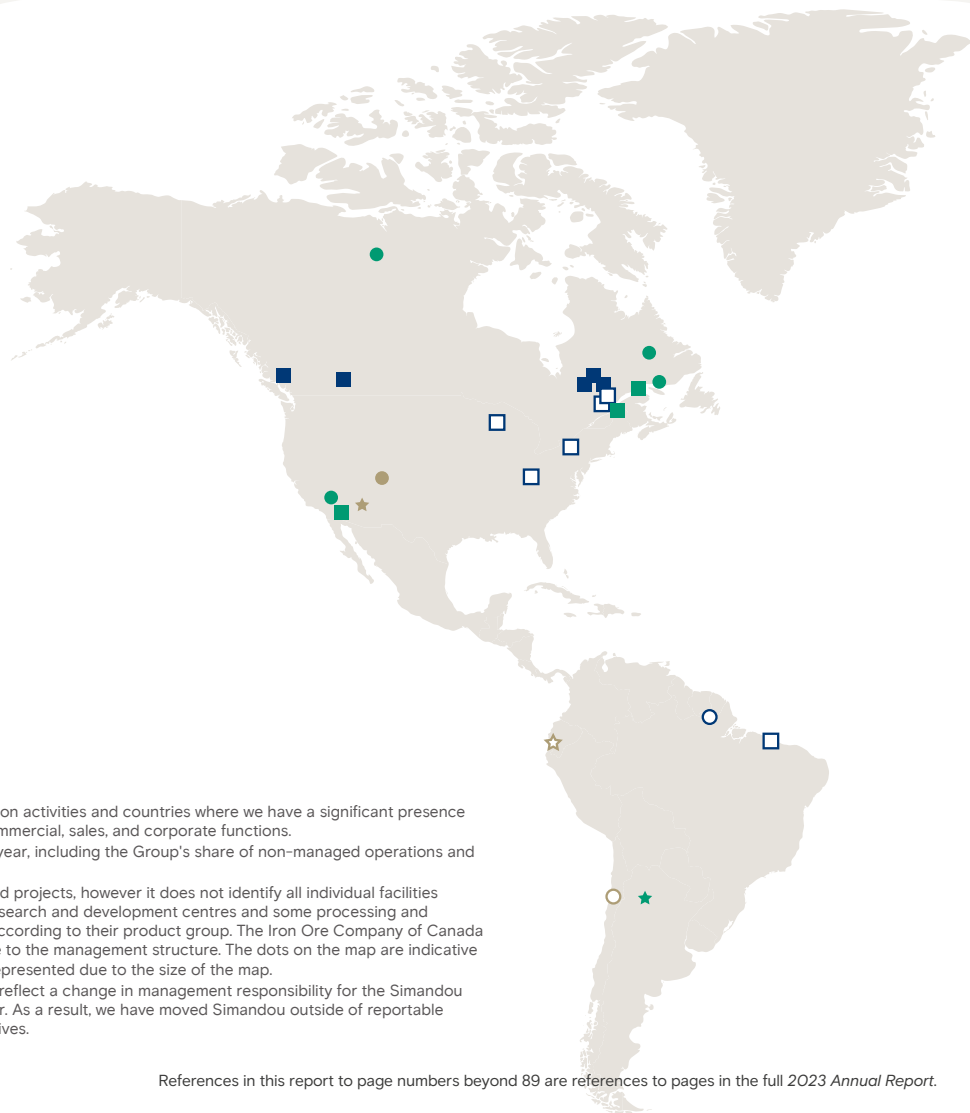 on activities and countries where we have a significant presence
mmercial, sales, and corporate functions.
year, including the Group's share of non-managed operations and
d projects, however it does not identify all individual facilities
search and development centres and some processing and
ccording to their product group. The Iron Ore Company of Canada
e to the management structure. The dots on the map are indicative
epresented due to the size of the map.
reflect a change in management responsibility for the Simandou
r. As a result, we have moved Simandou outside of reportable
ives.
References in this report to page numbers beyond 89 are references to pages in the full 2023 Annual Report.